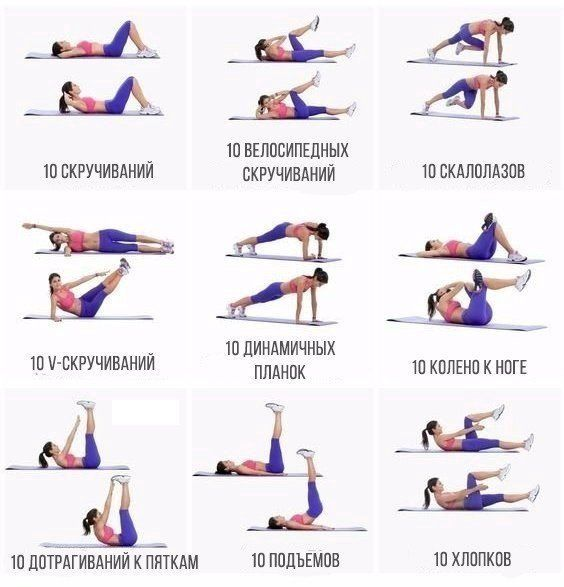 10 СКРУЧИВАНИЙ
10 ВЕЛОСИПЕДНЫХ
СКРУЧИВАНИЙ
10 СКАЛОЛАЗОВ
10 V-СКРУЧИВАНИЙ
10 ДИНАМИЧНЫХ
ПЛАНОК
10 КОЛЕНО К НОГЕ
10 ДОТРАГИВАНИЙ К ПЯТКАМ
10 ПОДЪЕМОВ
10 ХЛОПКОВ